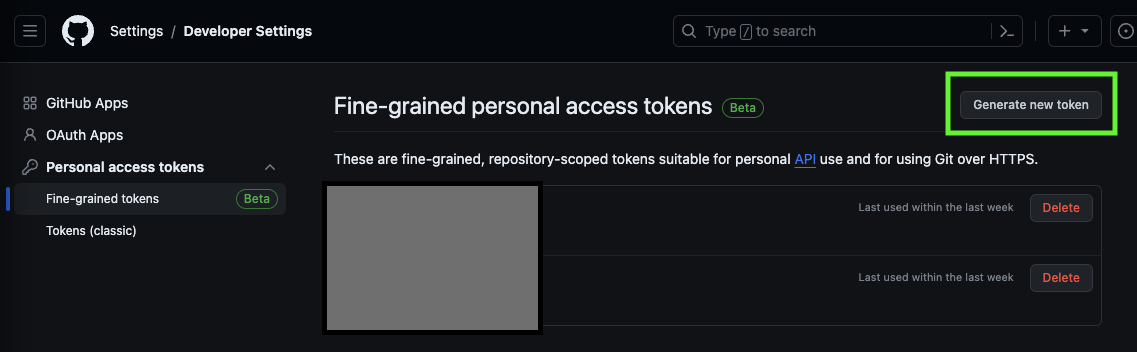 Settings / Developer Settings
Type / to search
GitHub Apps
OAuth Apps
Personal access tokens
Fine-grained tokens Beta
Tokens (classic)
Fine-grained personal access tokens Beta
Generate new token
These are fine-grained, repository-scoped tokens suitable for personal API use and for using Git over HTTPS.
Last used within the last week Delete
Last used within the last week Delete